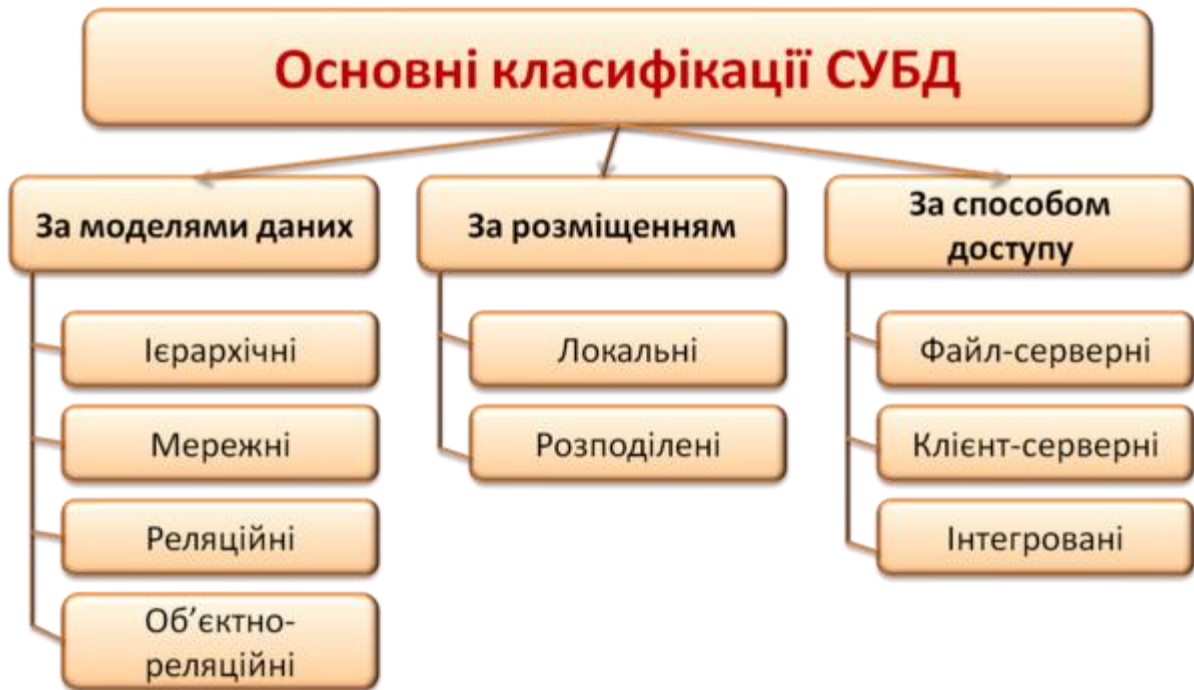 Основні класифікації СУБД
За моделями даних
Ієрархічні
Мережні
Реляційні
Об’єктно-
реляційні
За розміщенням
Локальні
Розподілені
За способом
доступу
Файл-серверні
Клієнт-серверні
Інтегровані